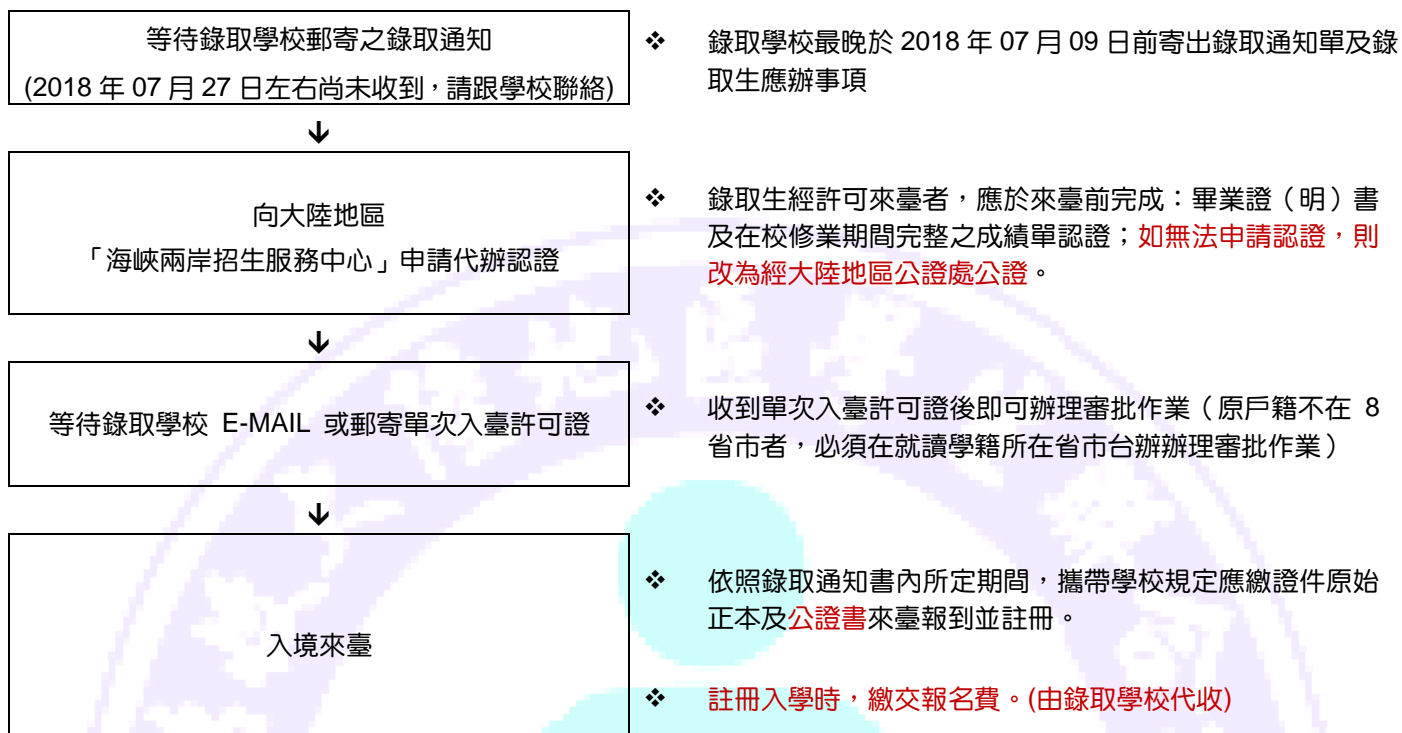 等待錄取學校郵寄之錄取通知
(2018 年 07 月 27 日左右尚未收到，請跟學校聯絡)
❖ 錄取學校最晚於 2018 年 07 月 09 日前寄出錄取通知單及錄
取生應辦事項
向大陸地區
「海峽兩岸招生服務中心」申請代辦認證
❖ 錄取生經許可來臺者，應於來臺前完成：畢業證（明）書
及在校修業期間完整之成績單認證；如無法申請認證，則
改為經大陸地區公證處公證。
等待錄取學校 E-MAIL 或郵寄單次入臺許可證
❖ 收到單次入臺許可證後即可辦理審批作業（原戶籍不在 8
省市者，必須在就讀學籍所在省市台辦辦理審批作業）
入境來臺
❖ 依照錄取通知書內所定期間，攜帶學校規定應繳證件原始
正本及公證書來臺報到並註冊。
❖ 註冊入學時，繳交報名費。(由錄取學校代收)